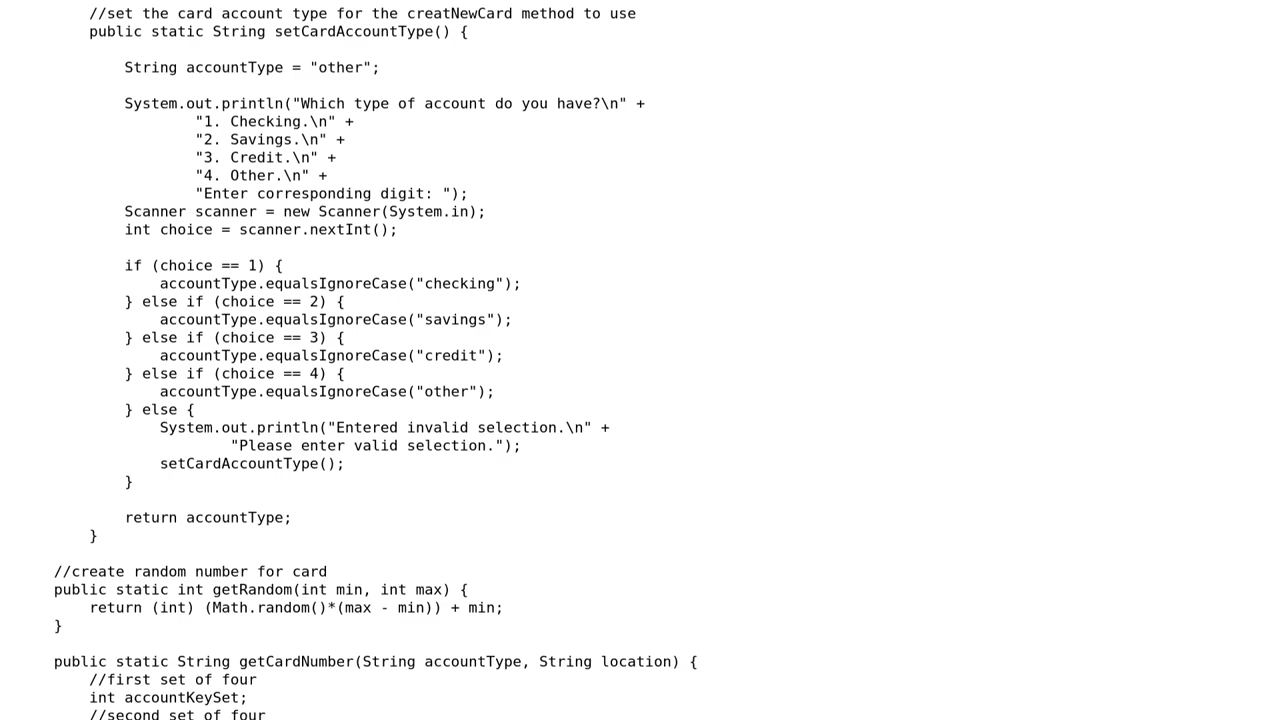 //set the card account type for the creatNewCard method to use
public static String setCardAccountType() {
String accountType = "other";
System.out.println("Which type of account do you have?\n" +
"1. Checking.\n" +
"2. Savings.\n" +
"3. Credit.\n" +
"4. Other.\n" +
"Enter corresponding digit: ");
Scanner scanner = new Scanner(System.in);
int choice = scanner.nextInt();
if (choice == 1) {
accountType.equalsIgnoreCase("checking");
} else if (choice == 2) {
accountType.equalsIgnoreCase("savings");
} else if (choice == 3) {
accountType.equalsIgnoreCase("credit");
} else if (choice == 4) {
accountType.equalsIgnoreCase("other");
} else {
System.out.println("Entered invalid selection.\n" +
"Please enter valid selection.");
setCardAccountType();
}
return accountType;
}
//create random number for card
public static int getRandom(int min, int max) {
return (int) (Math.random()*(max - min)) + min;
}
public static String getCardNumber(String accountType, String location) {
//first set of four
int accountKeySet;
//second set of four